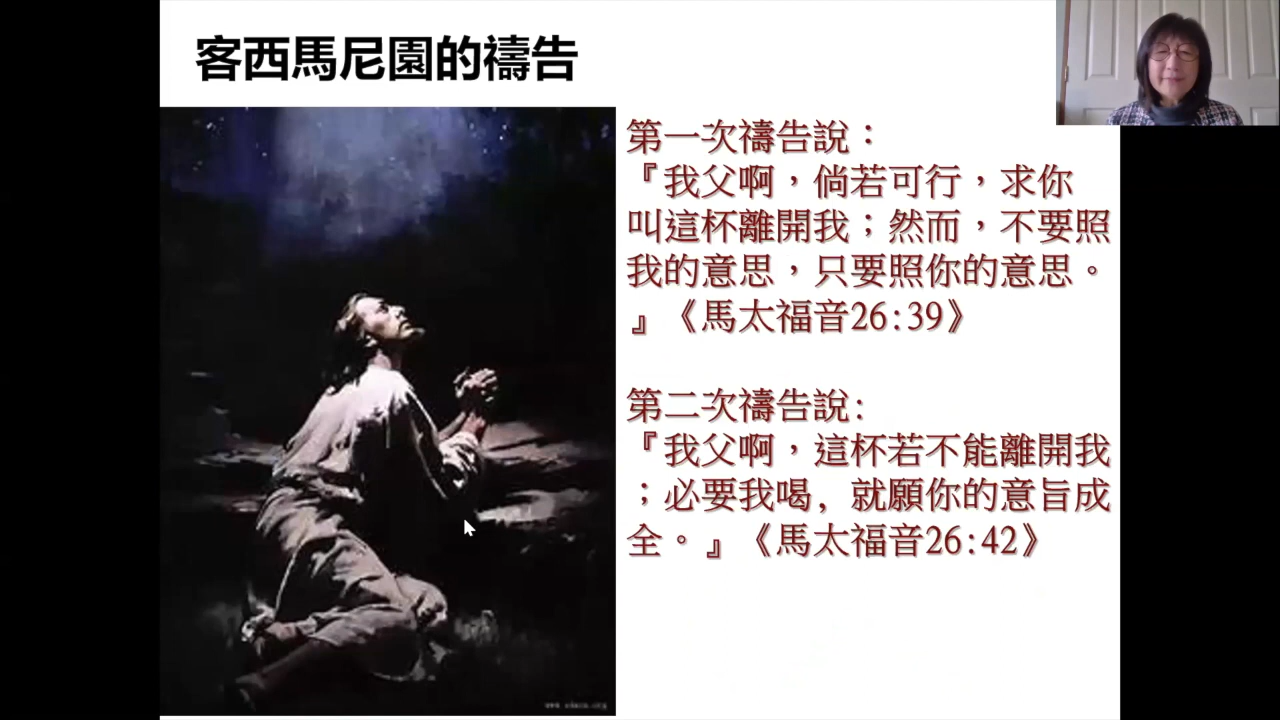 客西馬尼園的禱告
第一次禱告說：
『我父啊，倘若可行，求你
叫這杯離開我；然而，不要照
我的意思，只要照你的意思。
』《馬太福音26:39》
第二次禱告說:
『我父啊，這杯若不能離開我
；必要我喝, 就願你的意旨成
全。』《馬太福音26:42》